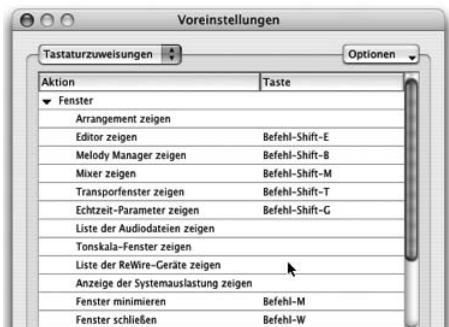 Voreinstellungen
Tastaturzuweisungen Optionen
Aktion Taste
Fenster
Arrangement zeigen
Editor zeigen Befehl-Shift-E
Melody Manager zeigen Befehl-Shift-B
Mixer zeigen Befehl-Shift-M
Transporfenster zeigen Befehl-Shift-T
Echtzeit-Parameter zeigen Befehl-Shift-G
Liste der Audiodateien zeigen
Tonskala-Fenster zeigen
Liste der ReWire-Geräte zeigen
Anzeige der Systemauslastung zeigen
Fenster minimieren Befehl-M
Fenster schließen Befehl-W